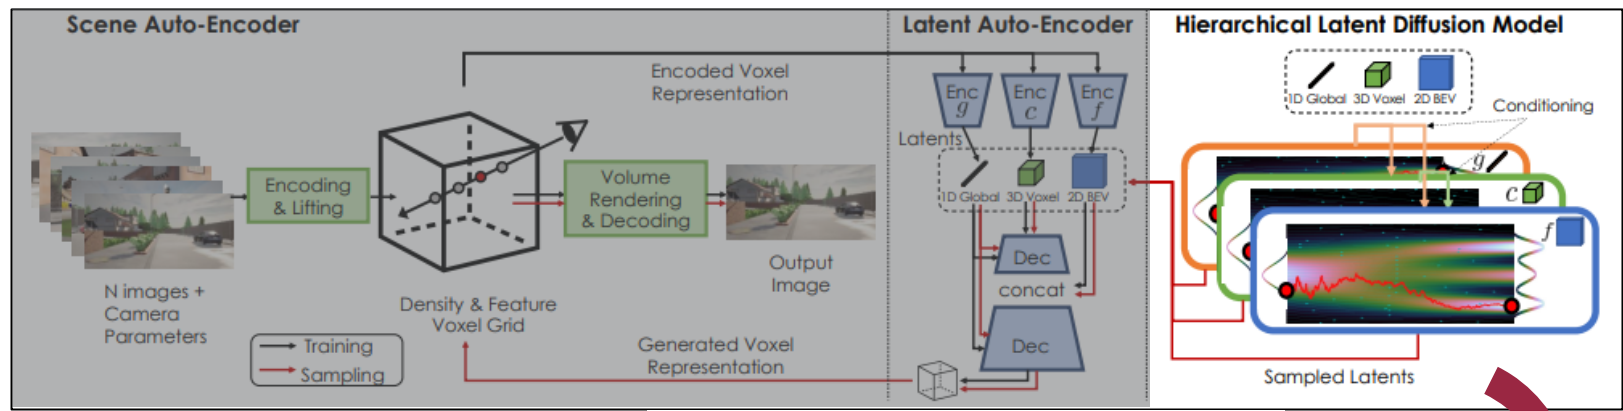 Scene Auto-Encoder
Latent Auto-Encoder
Hierarchical Latent Diffusion Model
Encoded Voxel
Representation
Enc
g
Enc
c
Enc
f
1D Global
3D Voxel
2D BEV
Conditioning
Latents
g
c
f
Encoding
& Lifting
Volume
Rendering
& Decoding
1D Global
3D Voxel
2D BEV
Dec
concat
Dec
N images +
Camera
Parameters
Density & Feature
Voxel Grid
Output
Image
Training
Sampling
Generated Voxel
Representation
Sampled Latents